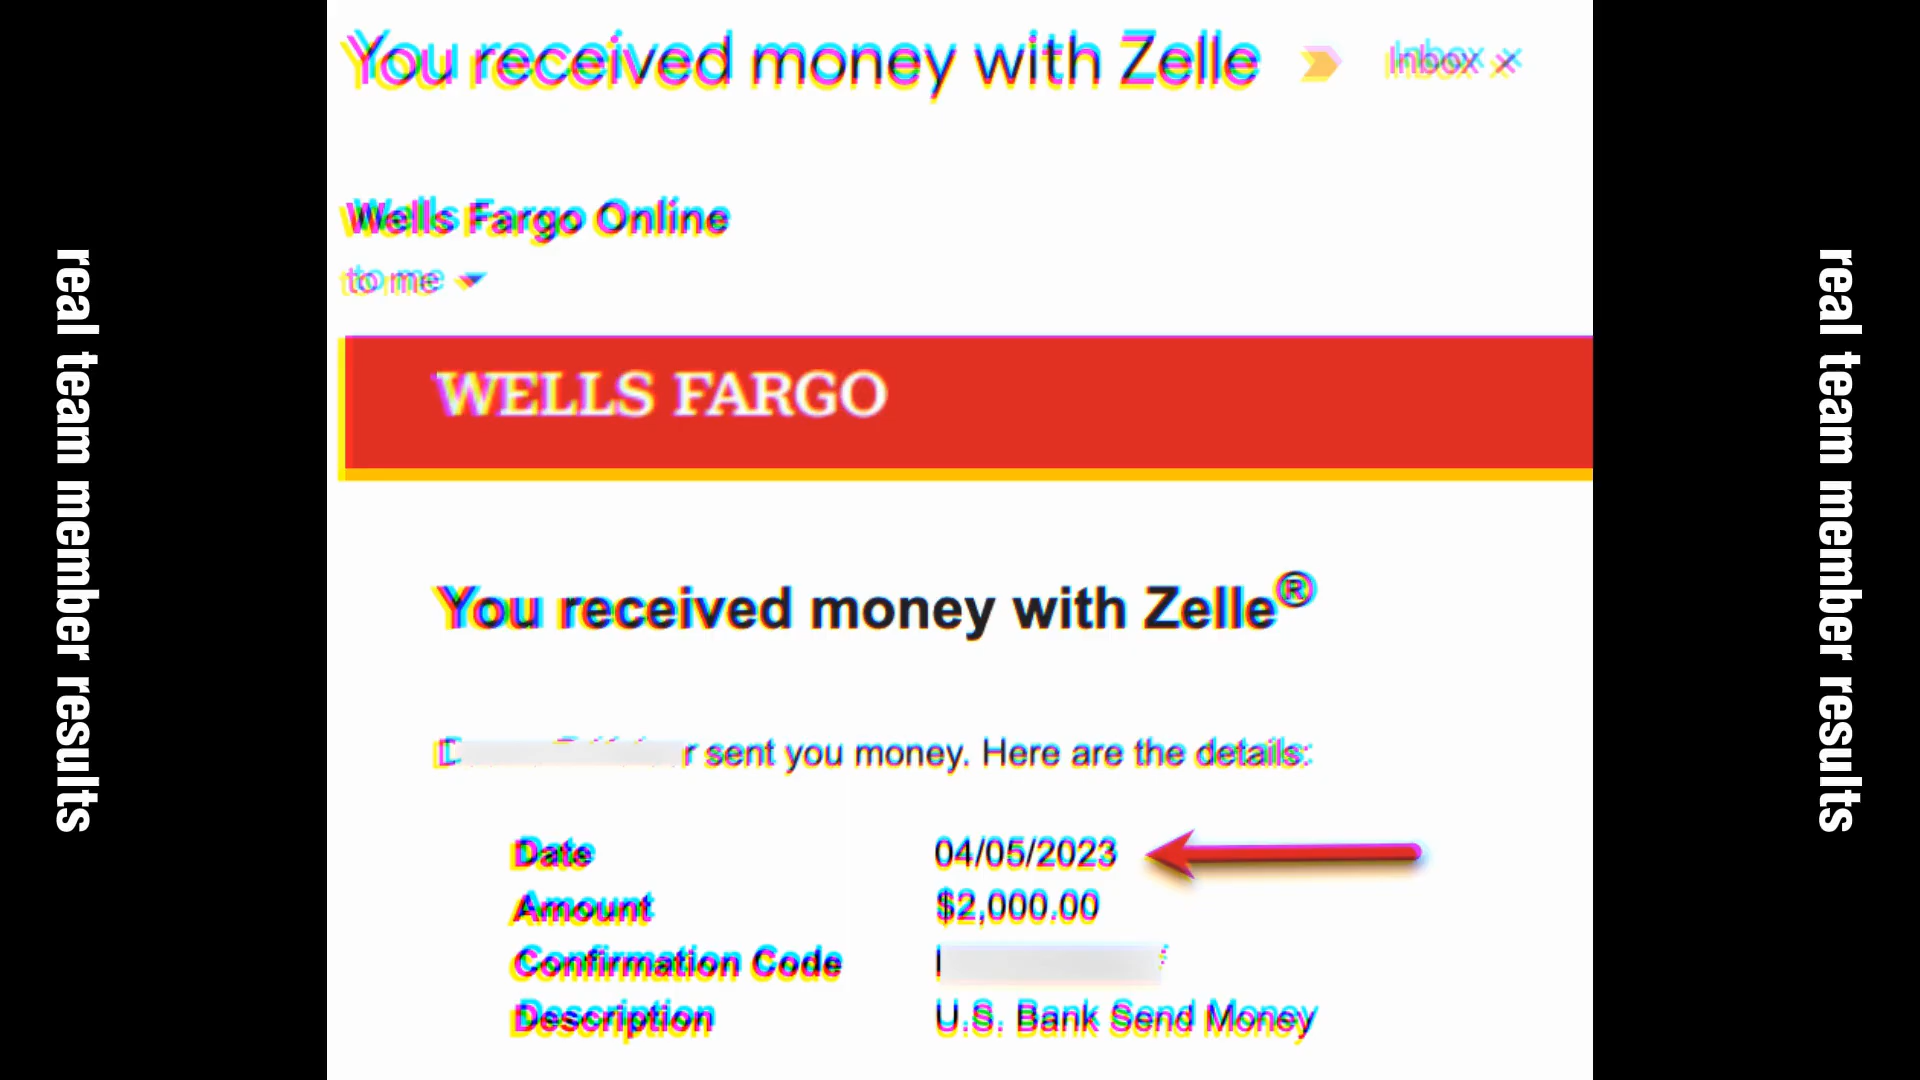 You received money with Zelle
Inbox ×
Wells Fargo Online
to me
WELLS FARGO
You received money with Zelle®
sent you money. Here are the details:
Date 04/05/2023
Amount $2,000.00
Confirmation Code
Description U.S. Bank Send Money
real team member results
real team member results